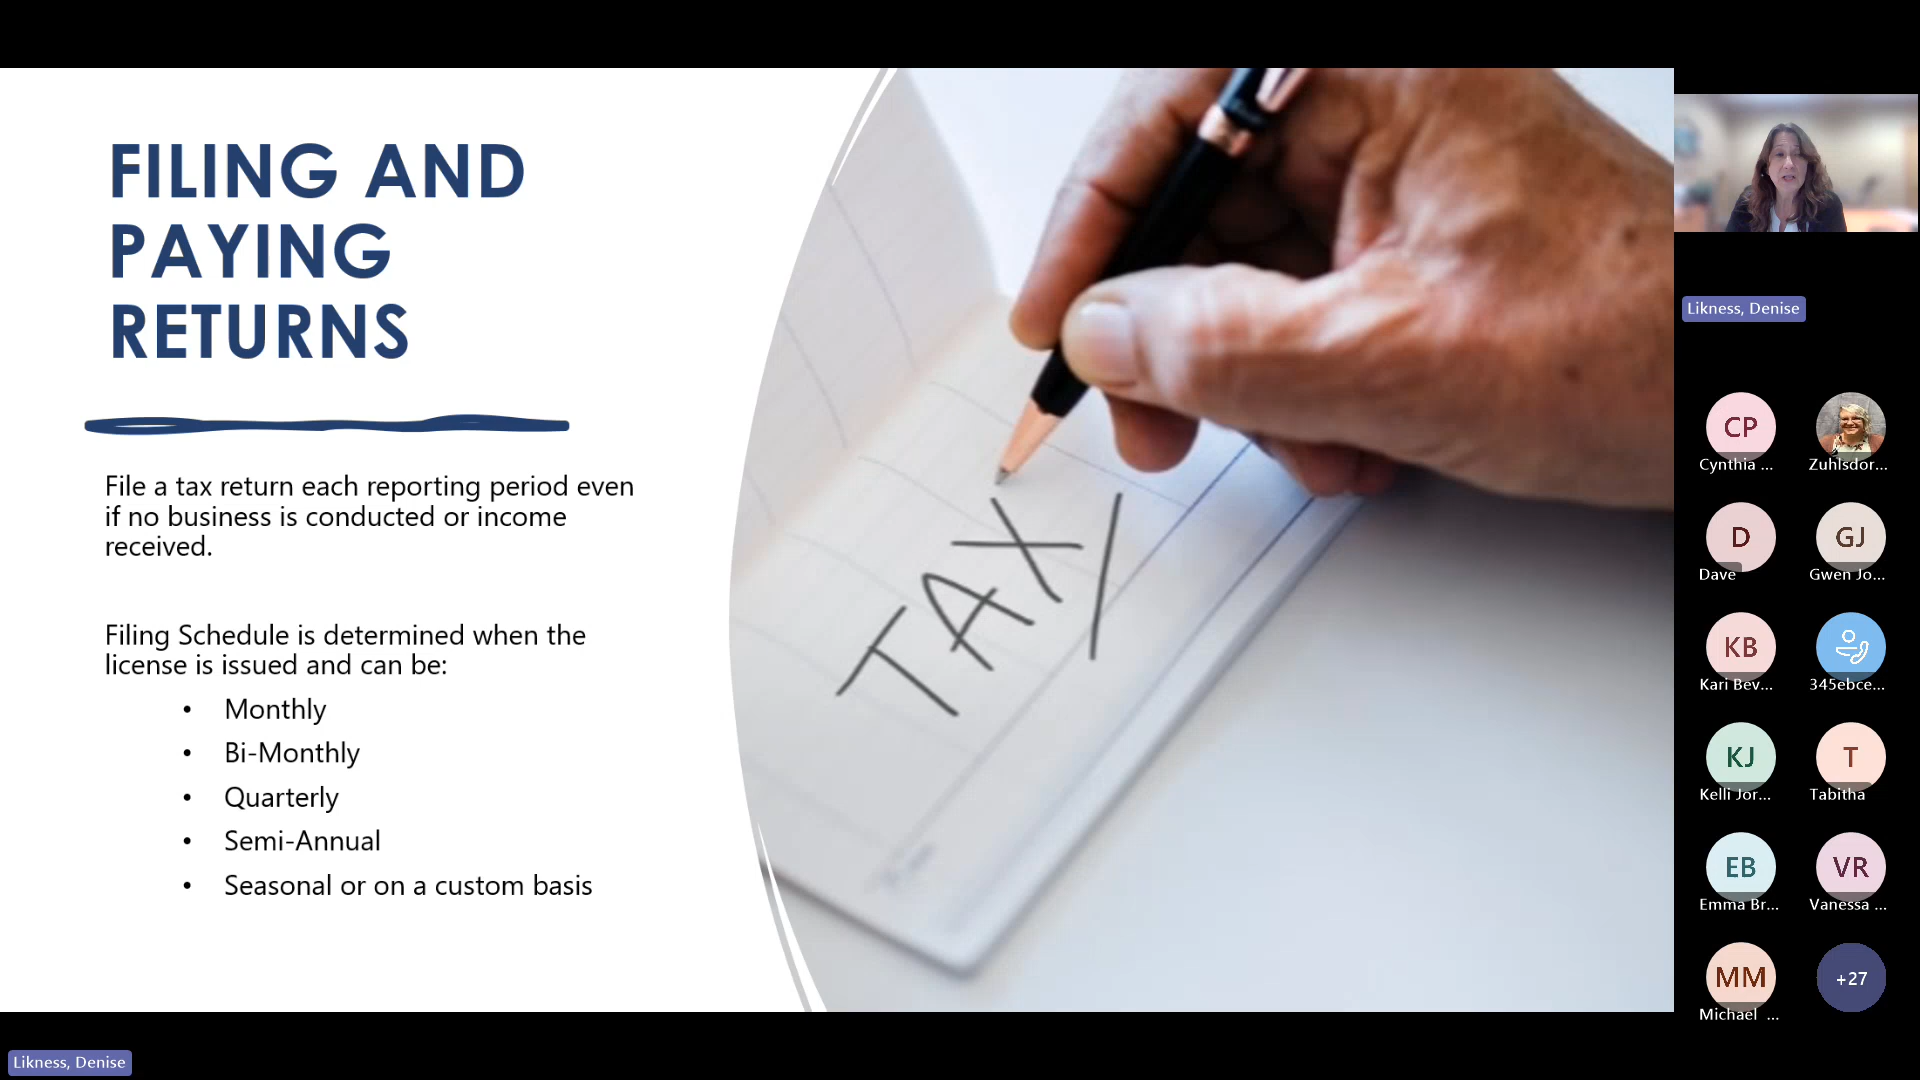 FILING AND
PAYING
RETURNS
File a tax return each reporting period even
if no business is conducted or income
received.
Filing Schedule is determined when the
license is issued and can be:
• Monthly
• Bi-Monthly
• Quarterly
• Semi-Annual
• Seasonal or on a custom basis
TAX
Likness, Denise
CP
Cynthia ...
Zuhlsdor...
D
Dave
GJ
Gwen Jo...
KB
Kari Bev...
345ebce...
KJ
Kelli Jor...
T
Tabitha
EB
Emma Br...
VR
Vanessa ...
MM
Michael ...
+27
Likness, Denise